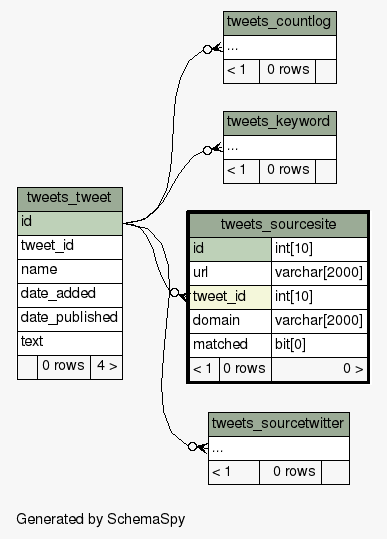 tweets_countlog
...
< 1 0 rows
tweets_keyword
...
< 1 0 rows
tweets_tweet
id
tweet_id
name
date_added
date_published
text
0 rows 4 >
tweets_sourcesite
id int[10]
url varchar[2000]
tweet_id int[10]
domain varchar[2000]
matched bit[0]
< 1 0 rows 0 >
tweets_sourcetwitter
...
< 1 0 rows
Generated by SchemaSpy